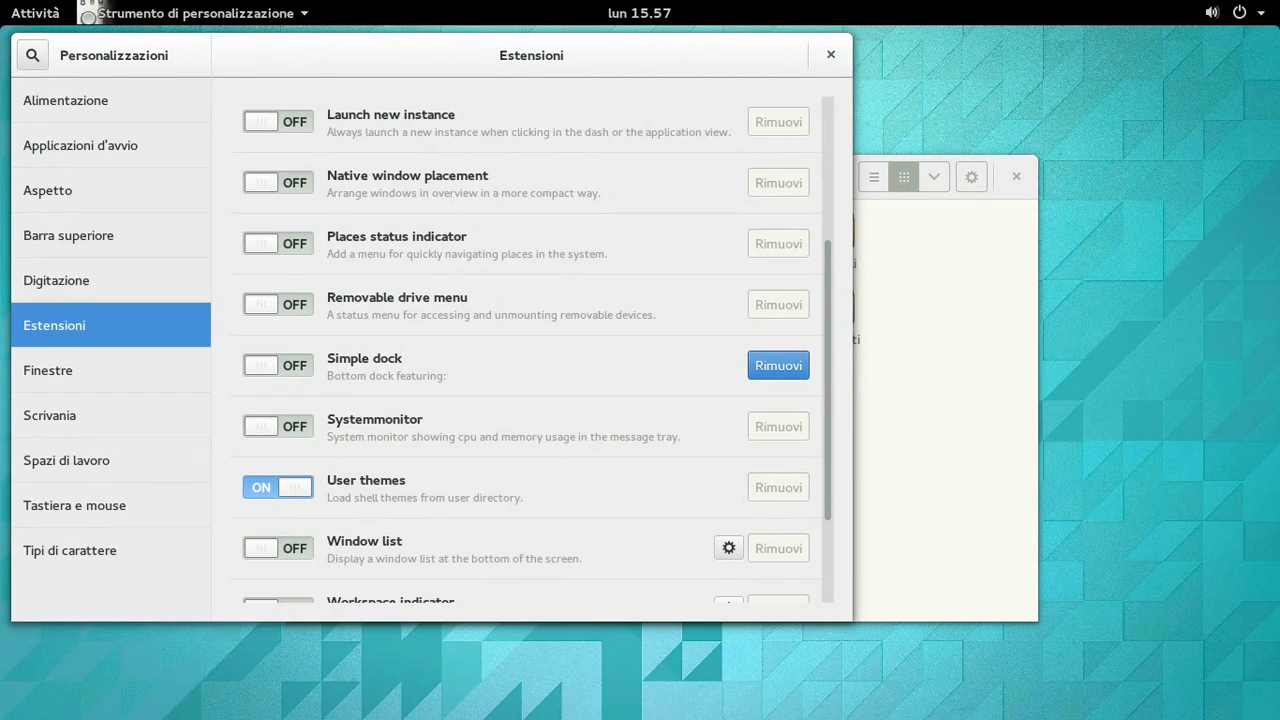 Attività Strumento di personalizzazione lun 15.57
Personalizzazioni Estensioni
Alimentazione
Applicazioni d'avvio
Aspetto
Barra superiore
Digitazione
Estensioni
Finestre
Scrivania
Spazi di lavoro
Tastiera e mouse
Tipi di carattere
OFF Launch new instance Rimuovi
Always launch a new instance when clicking in the dash or the application view.
OFF Native window placement Rimuovi
Arrange windows in overview in a more compact way.
OFF Places status indicator Rimuovi
Add a menu for quickly navigating places in the system.
OFF Removable drive menu Rimuovi
A status menu for accessing and unmounting removable devices.
OFF Simple dock Rimuovi
Bottom dock featuring:
OFF Systemmonitor Rimuovi
System monitor showing cpu and memory usage in the message tray.
ON User themes Rimuovi
Load shell themes from user directory.
OFF Window list Rimuovi
Display a window list at the bottom of the screen.
Workspace indicator